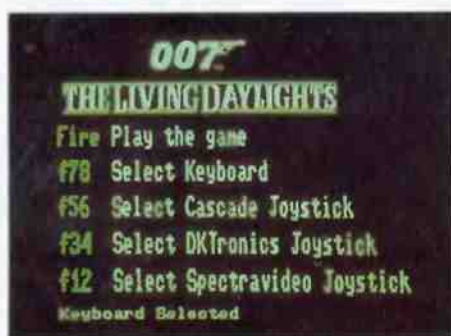 007
THE LIVING DAYLIGHTS
Fire Play the game
f78 Select Keyboard
f56 Select Cascade Joystick
f34 Select DKTronics Joystick
f12 Select Spectravideo Joystick
Keyboard Selected